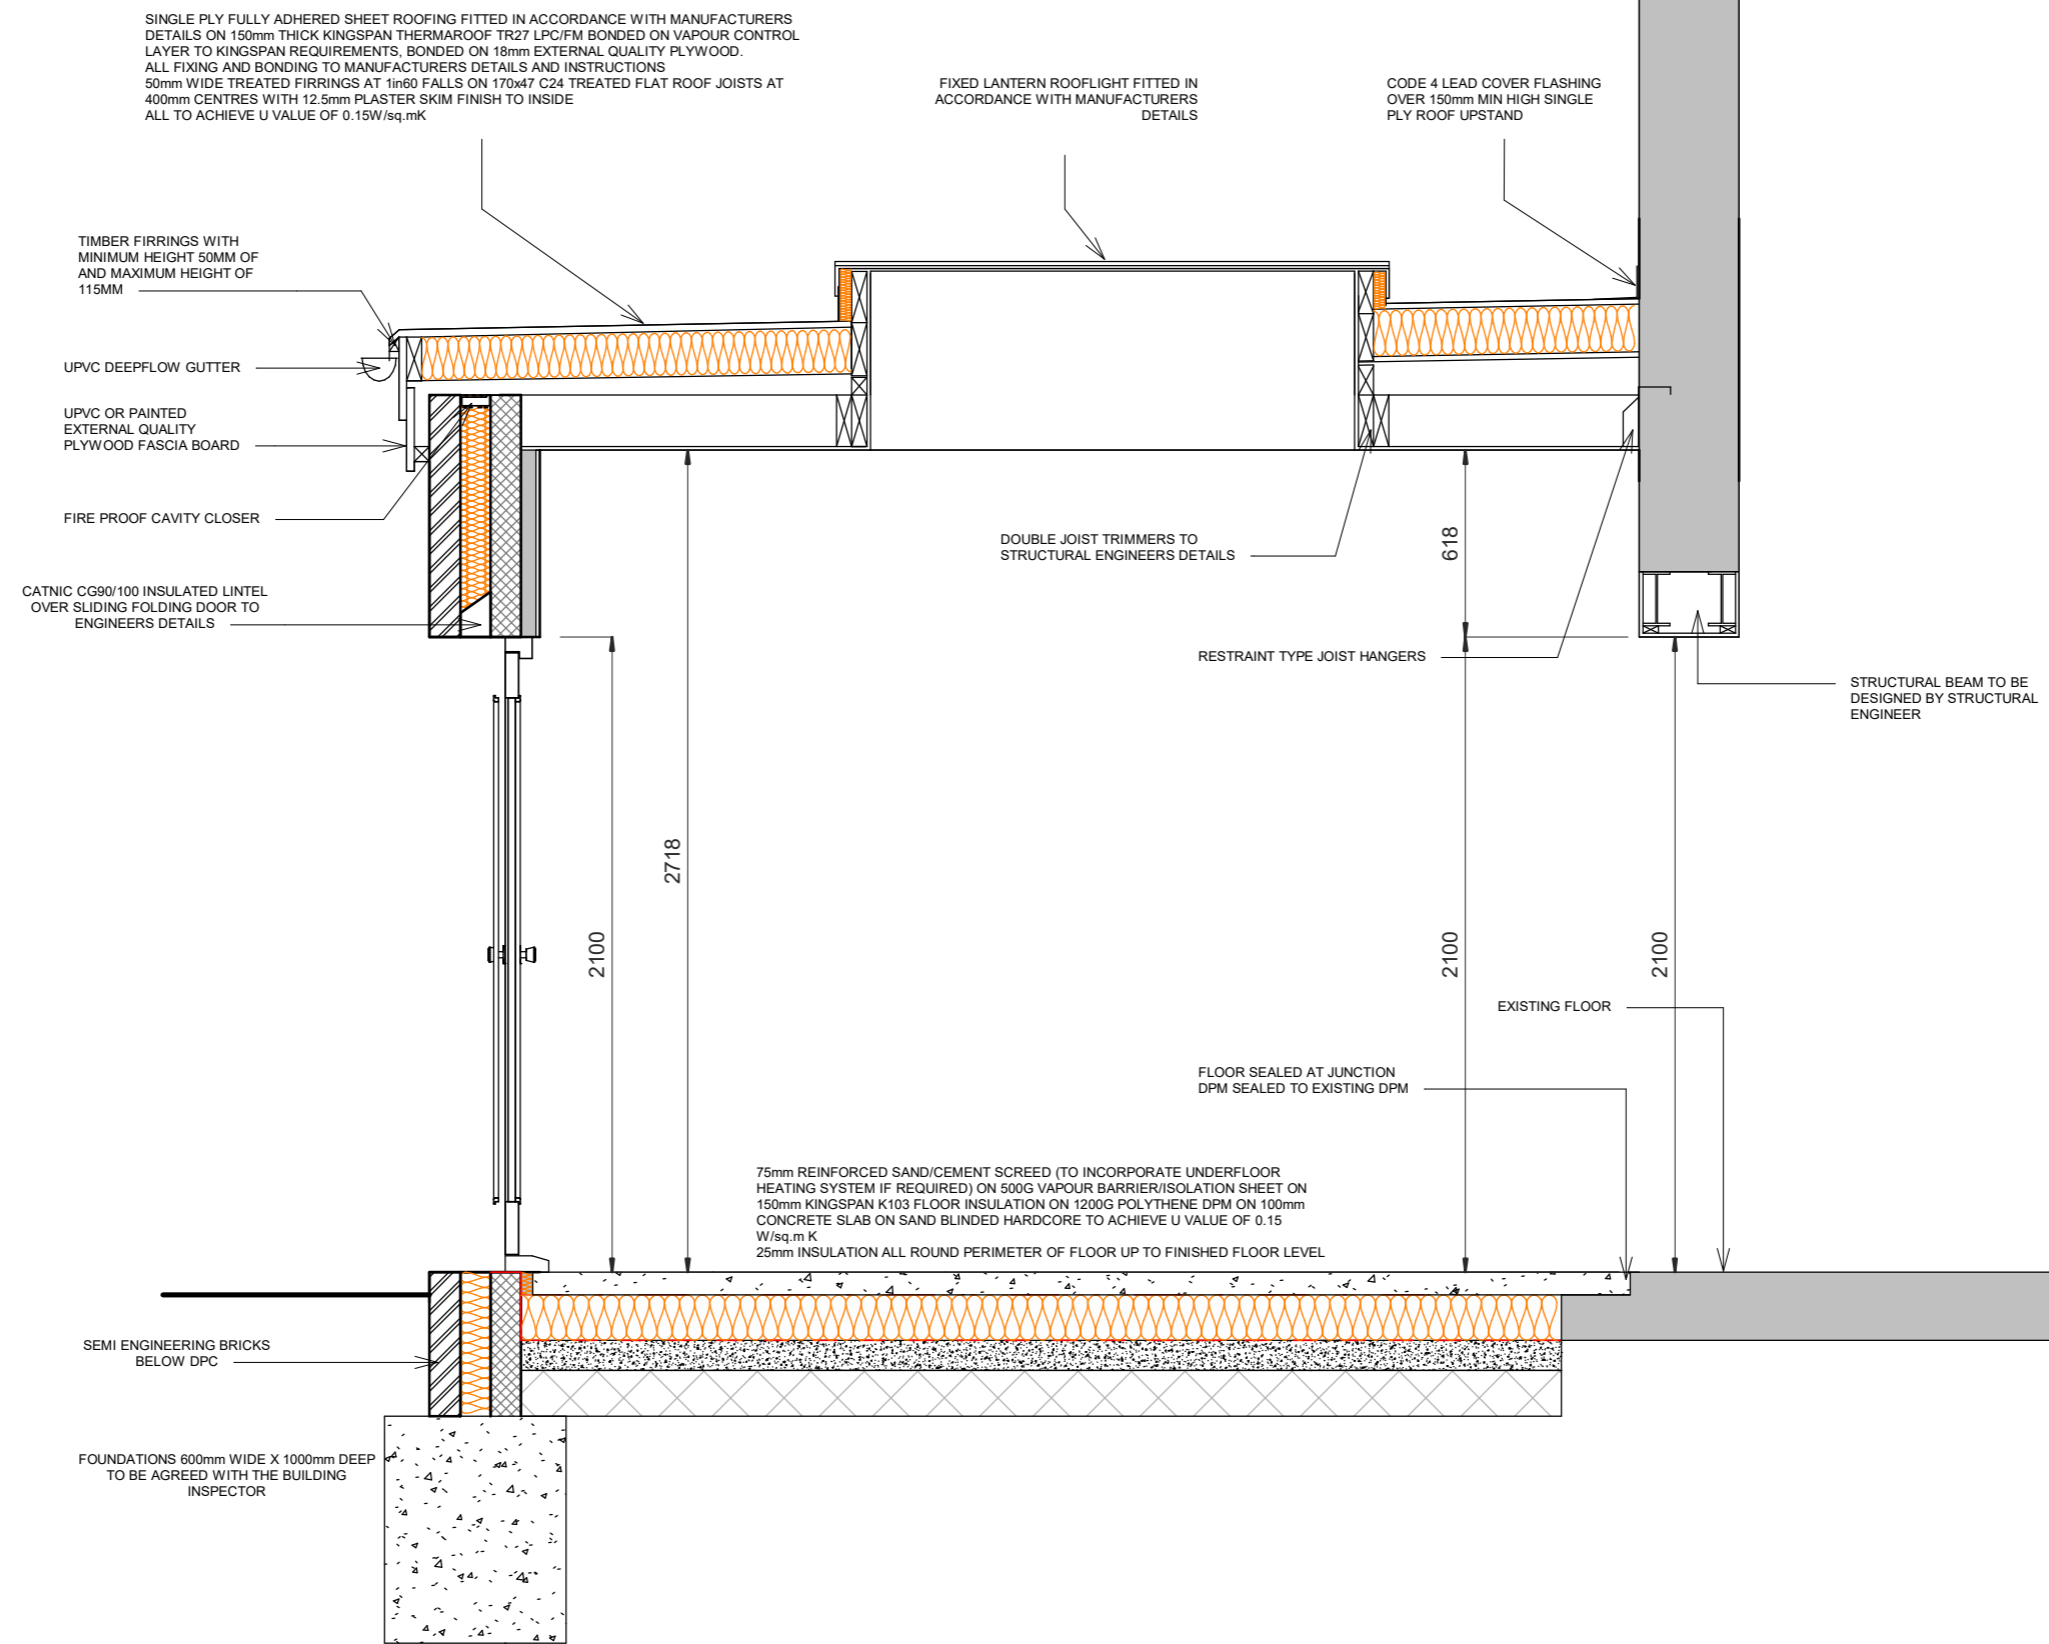 SINGLE PLY FULLY ADHERED SHEET ROOFING FITTED IN ACCORDANCE WITH MANUFACTURERS
DETAILS ON 150mm THICK KINGSPAN THERMAROOF TR27 LPC/FM BONDED ON VAPOUR CONTROL
LAYER TO KINGSPAN REQUIREMENTS, BONDED ON 18mm EXTERNAL QUALITY PLYWOOD.
ALL FIXING AND BONDING TO MANUFACTURERS DETAILS AND INSTRUCTIONS
50mm WIDE TREATED FIRRINGS AT 1in60 FALLS ON 170x47 C24 TREATED FLAT ROOF JOISTS AT
400mm CENTRES WITH 12.5mm PLASTER SKIM FINISH TO INSIDE
ALL TO ACHIEVE U VALUE OF 0.15W/sq.mK
FIXED LANTERN ROOFLIGHT FITTED IN
ACCORDANCE WITH MANUFACTURERS
DETAILS
CODE 4 LEAD COVER FLASHING
OVER 150mm MIN HIGH SINGLE
PLY ROOF UPSTAND
TIMBER FIRRINGS WITH
MINIMUM HEIGHT 50MM OF
AND MAXIMUM HEIGHT OF
115MM
UPVC DEEPFLOW GUTTER
UPVC OR PAINTED
EXTERNAL QUALITY
PLYWOOD FASCIA BOARD
FIRE PROOF CAVITY CLOSER
DOUBLE JOIST TRIMMERS TO
STRUCTURAL ENGINEERS DETAILS
618
CATNIC CG90/100 INSULATED LINTEL
OVER SLIDING FOLDING DOOR TO
ENGINEERS DETAILS
RESTRAINT TYPE JOIST HANGERS
STRUCTURAL BEAM TO BE
DESIGNED BY STRUCTURAL
ENGINEER
2718
2100
2100
2100
EXISTING FLOOR
FLOOR SEALED AT JUNCTION
DPM SEALED TO EXISTING DPM
75mm REINFORCED SAND/CEMENT SCREED (TO INCORPORATE UNDERFLOOR
HEATING SYSTEM IF REQUIRED) ON 500G VAPOUR BARRIER/ISOLATION SHEET ON
150mm KINGSPAN K103 FLOOR INSULATION ON 1200G POLYTHENE DPM ON 100mm
CONCRETE SLAB ON SAND BLINDED HARDCORE TO ACHIEVE U VALUE OF 0.15
W/sq.m K
25mm INSULATION ALL ROUND PERIMETER OF FLOOR UP TO FINISHED FLOOR LEVEL
SEMI ENGINEERING BRICKS
BELOW DPC
FOUNDATIONS 600mm WIDE X 1000mm DEEP
TO BE AGREED WITH THE BUILDING
INSPECTOR